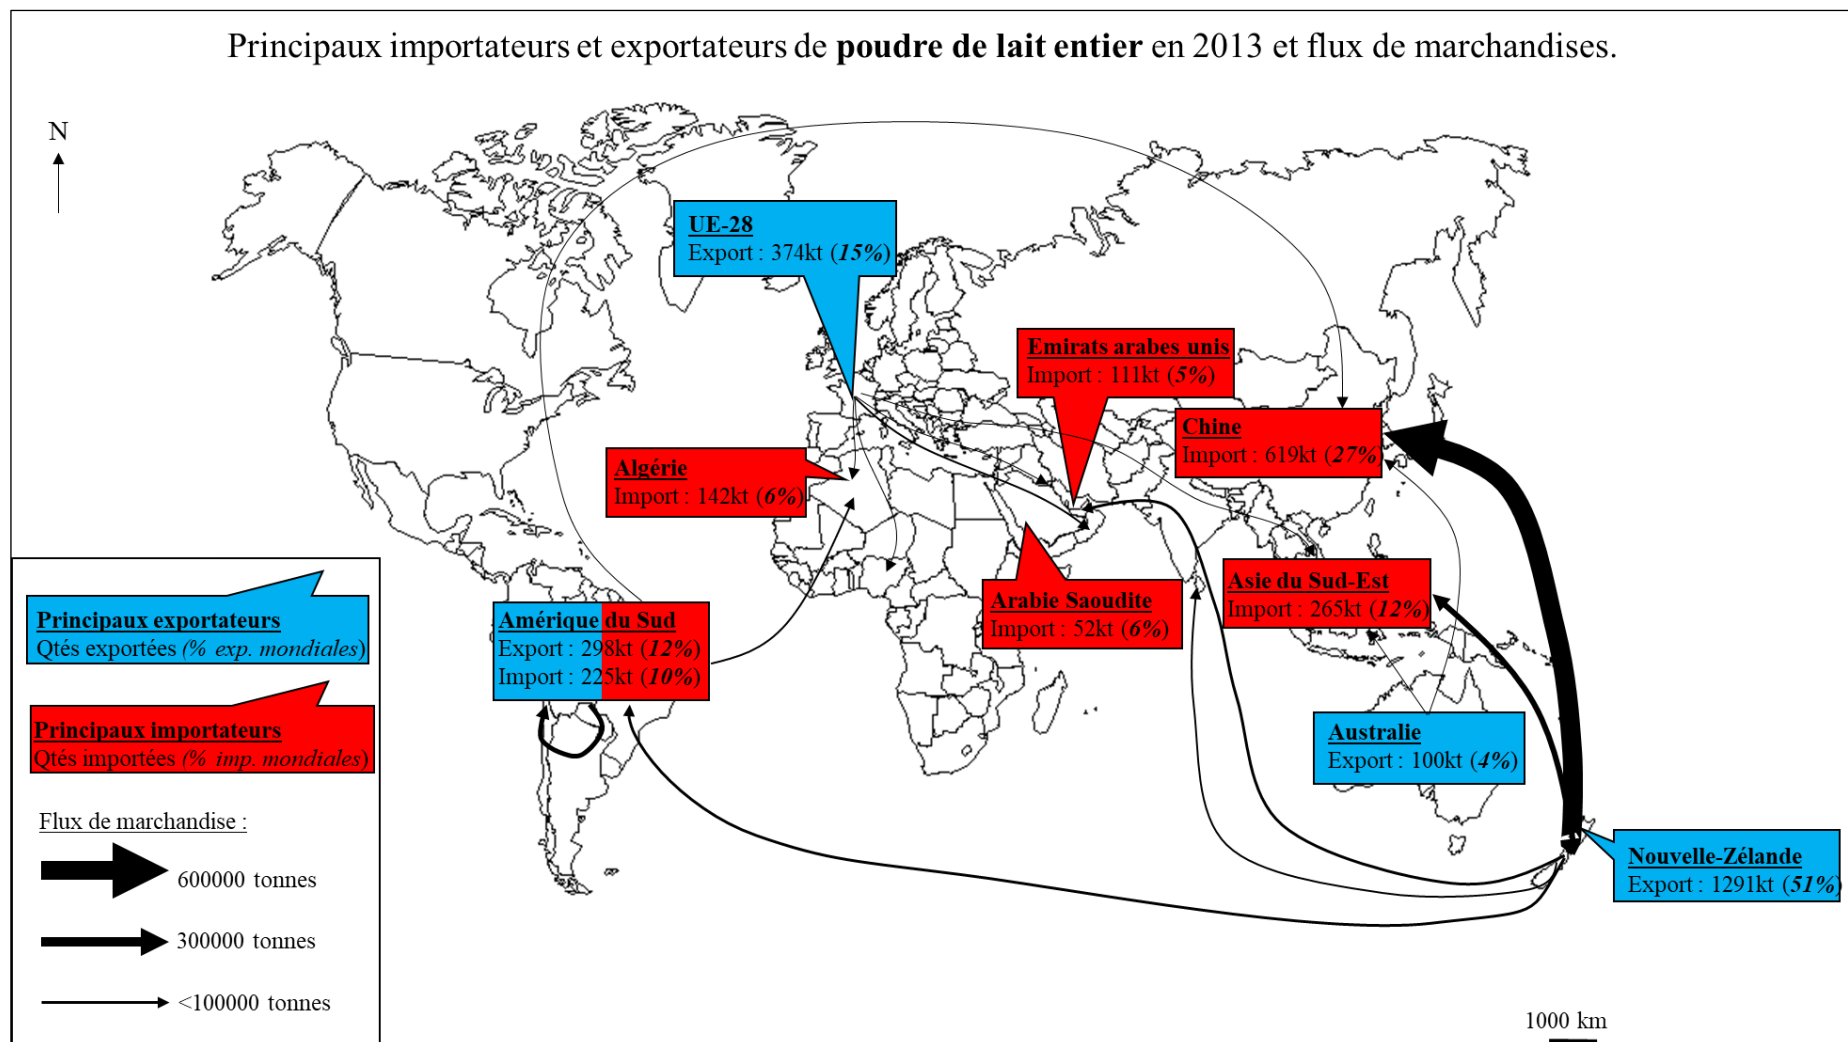 Principaux importateurs et exportateurs de poudre de lait entier en 2013 et flux de marchandises.
N
UE-28
Export : 374kt (15%)
Emirats arabes unis
Import : 111kt (5%)
Chine
Import : 619kt (27%)
Algérie
Import : 142kt (6%)
Arabie Saoudite
Import : 52kt (6%)
Asie du Sud-Est
Import : 265kt (12%)
Amérique du Sud
Export : 298kt (12%)
Import : 225kt (10%)
Australie
Export : 100kt (4%)
Nouvelle-Zélande
Export : 1291kt (51%)
Principaux exportateurs
Qtés exportées (% exp. mondiales)
Principaux importateurs
Qtés importées (% imp. mondiales)
Flux de marchandise :
600000 tonnes
300000 tonnes
<100000 tonnes
1000 km